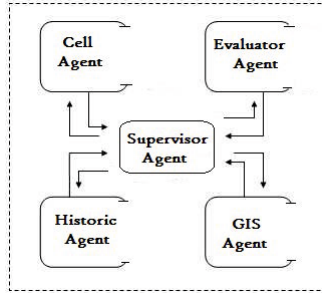 Cell
Agent
Evaluator
Agent
Supervisor
Agent
Historic
Agent
GIS
Agent